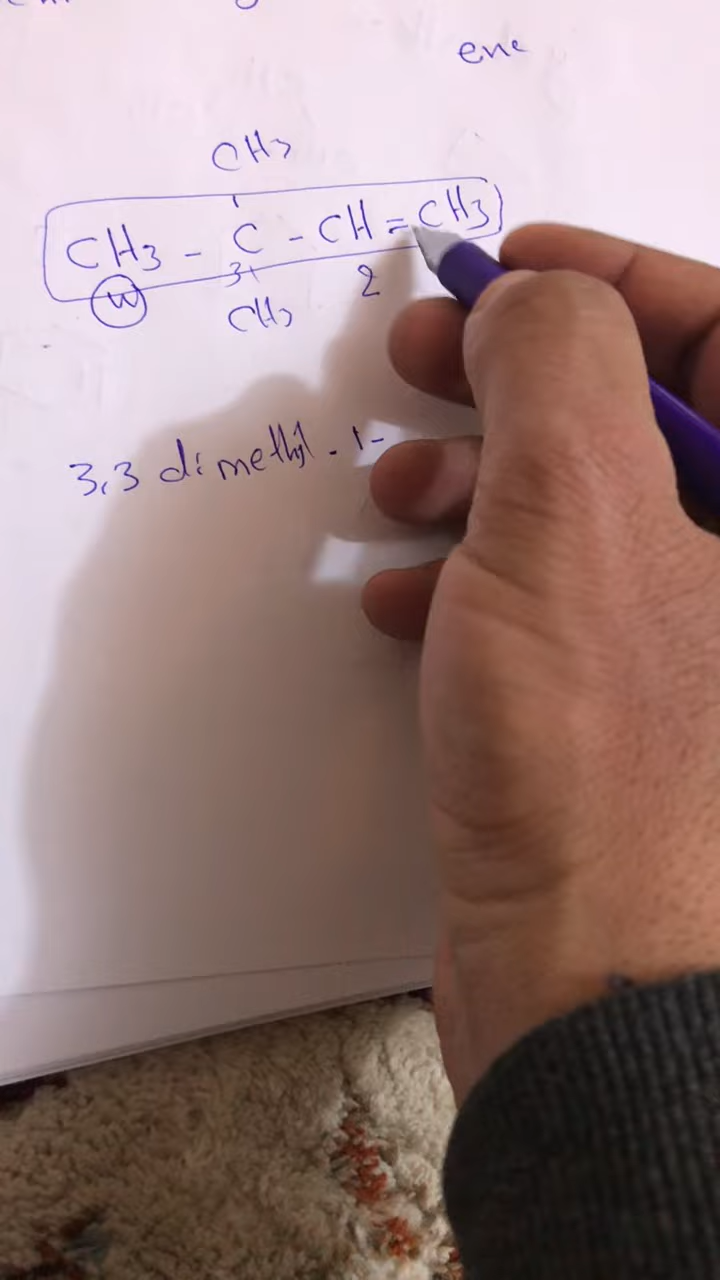 ene
CH3
CH3 - C - CH = CH3
3 2
CH3
3,3 dimethyl - 1-